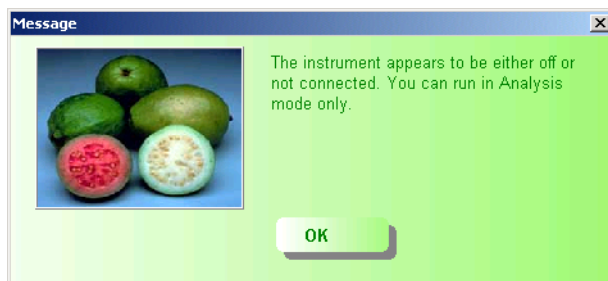 Message
The instrument appears to be either off or
not connected. You can run in Analysis
mode only.
OK